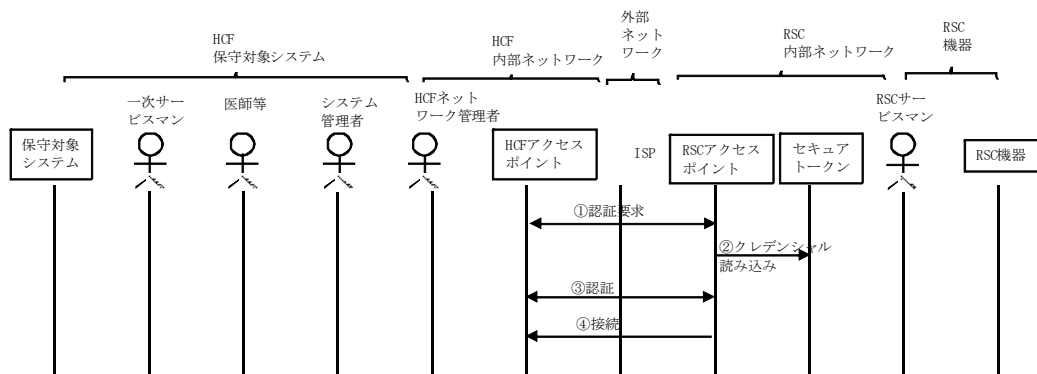 HCF
保守対象システム
HCF
内部ネットワーク
外部
ネット
ワーク
RSC
内部ネットワーク
RSC
機器
一次サー
ビスマン
医師等
システム
管理者
HCFネット
ワーク管理者
RSCサー
ビスマン
保守対象
システム
HCFアクセス
ポイント
ISP
RSCアクセス
ポイント
セキュア
トークン
RSC機器
①認証要求
②クレデンシャル
読み込み
③認証
④接続